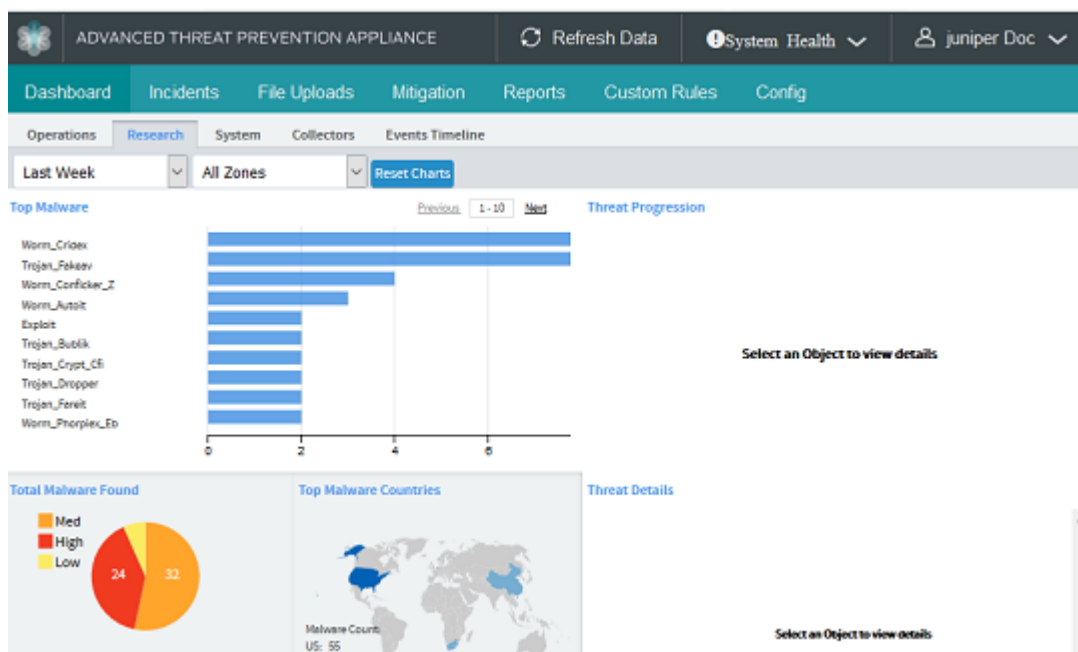 ADVANCED THREAT PREVENTION APPLIANCE Refresh Data System Health juniper Doc
Dashboard Incidents File Uploads Mitigation Reports Custom Rules Config
Operations Research System Collectors Events Timeline
Last Week All Zones Reset Charts
Top Malware Previous 1 - 10 Next Threat Progression
Worm_Cridex
Trojan_Fakeav
Worm_Conficker_Z
Worm_Autoit
Exploit
Trojan_Bublik
Trojan_Crypt_Cfi
Trojan_Dropper
Trojan_Fareit
Worm_Phorpiex_Eb
Select an Object to view details
0 2 4 6
Total Malware Found Top Malware Countries Threat Details
Med
High
Low
24 32
Malware Count:
US: 55
Select an Object to view details